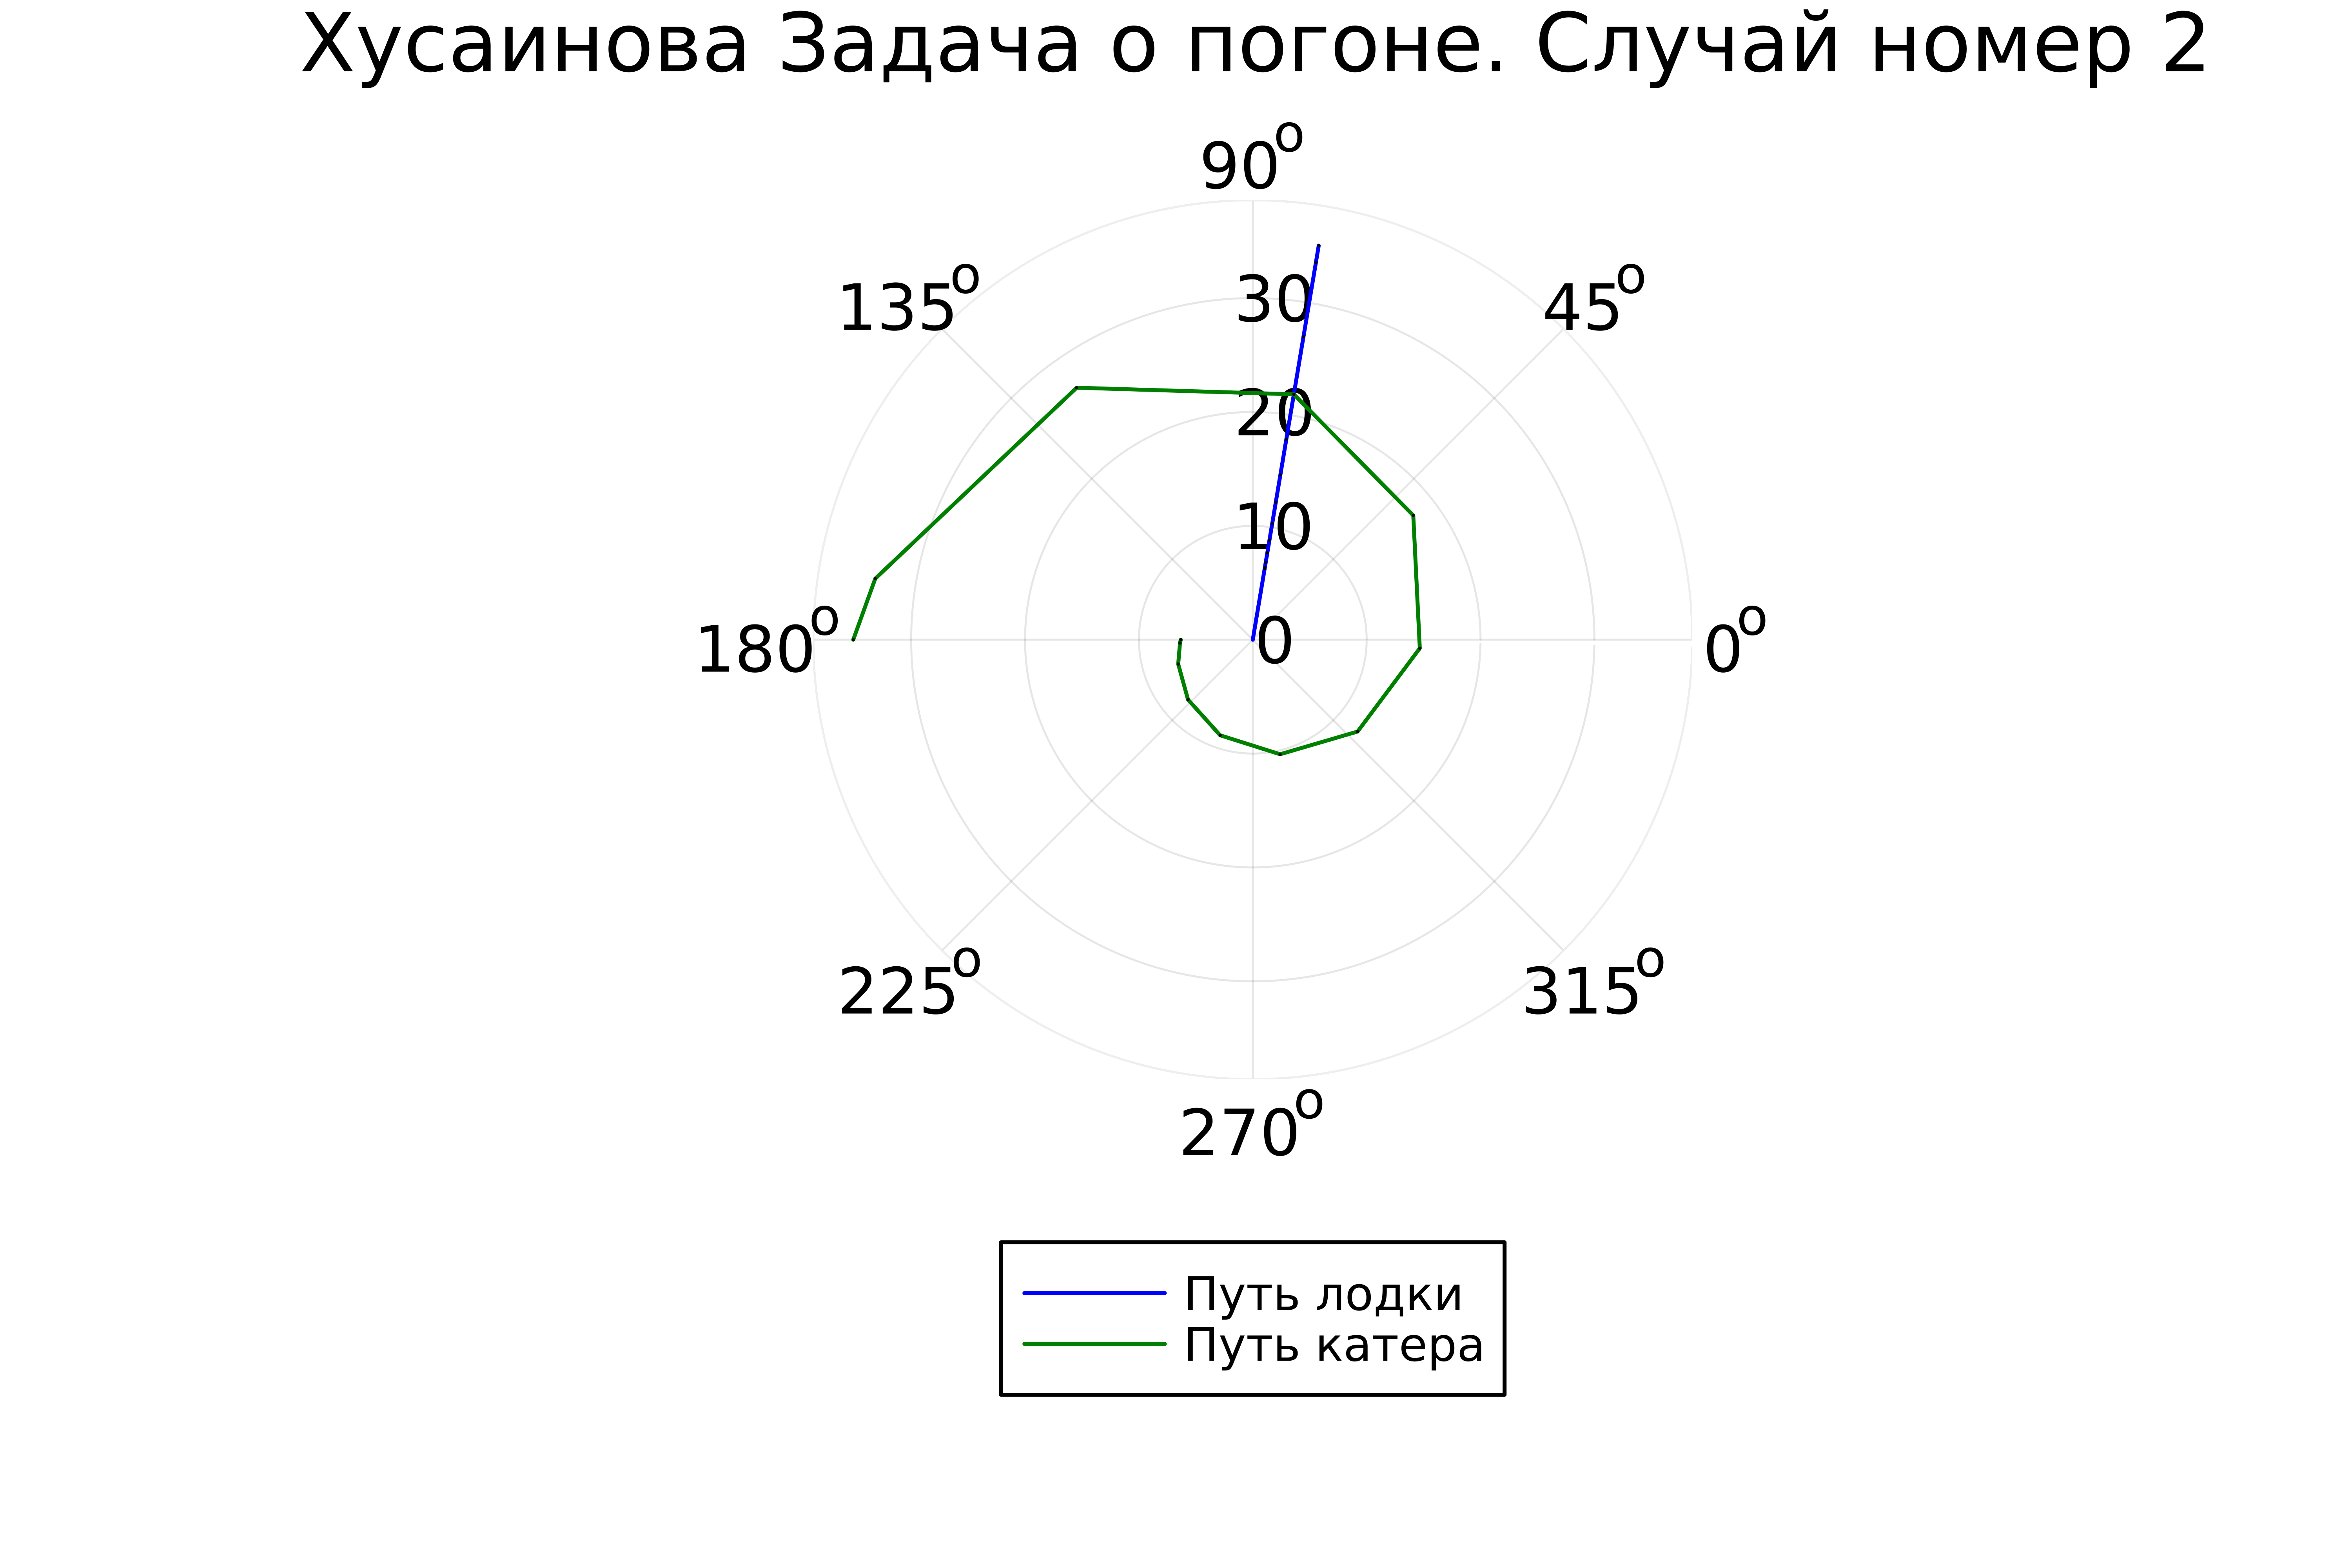 Хусаинова Задача о погоне. Случай номер 2
90º
135º
45º
30
20
10
180º
0
0º
225º
315º
270º
Путь лодки
Путь катера